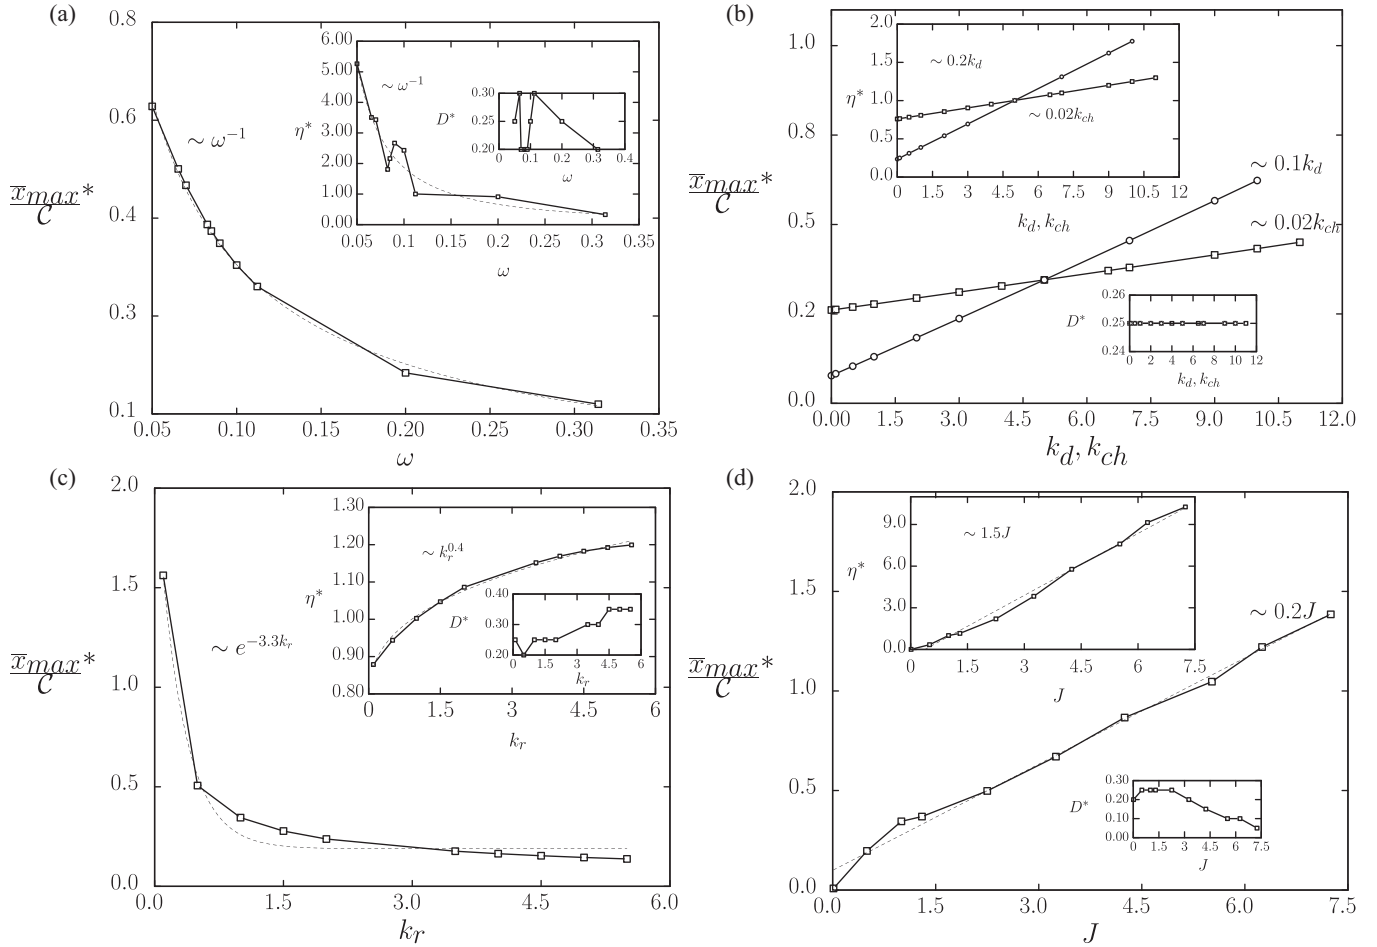 (a)
0.8
0.6
0.4
0.3
0.1
0.05 0.10 0.15 0.20 0.25 0.30 0.35
ω
x̅max*
C
∼ ω⁻¹
6.00
5.00
4.00
3.00
2.00
1.00
0.00
0.05 0.1 0.15 0.2 0.25 0.3 0.35
ω
η*
∼ ω⁻¹
D*
0.30
0.25
0.20
0 0.1 0.2 0.3 0.4
ω
(b)
1.0
0.8
0.5
0.2
0.0
0.00 1.5 3.0 4.5 6.0 7.5 9.0 10.5 12.0
k_d, k_ch
x̅max*
C
∼ 0.1k_d
∼ 0.02k_ch
2.0
1.5
1.0
0.5
0.0
0 1.5 3 4.5 6 7.5 9 10.5 12
k_d, k_ch
η*
∼ 0.2k_d
∼ 0.02k_ch
D*
0.26
0.25
0.24
0 2 4 6 8 10 12
k_d, k_ch
(c)
2.0
1.5
1.0
0.5
0.0
0.0 1.5 3.0 4.5 6.0
k_r
x̅max*
C
∼ e^{−3.3k_r}
1.30
1.20
1.10
1.00
0.90
0.80
0 1.5 3 4.5 6
k_r
η*
∼ k_r^{0.4}
D*
0.40
0.30
0.20
0 1.5 3 4.5 6
k_r
(d)
2.0
1.5
1.0
0.5
0.0
0.0 1.5 3.0 4.5 6.0 7.5
J
x̅max*
C
∼ 0.2J
9.0
6.0
3.0
0.0
0 1.5 3 4.5 6 7.5
J
η*
∼ 1.5J
D*
0.30
0.20
0.10
0.00
0 1.5 3 4.5 6 7.5
J